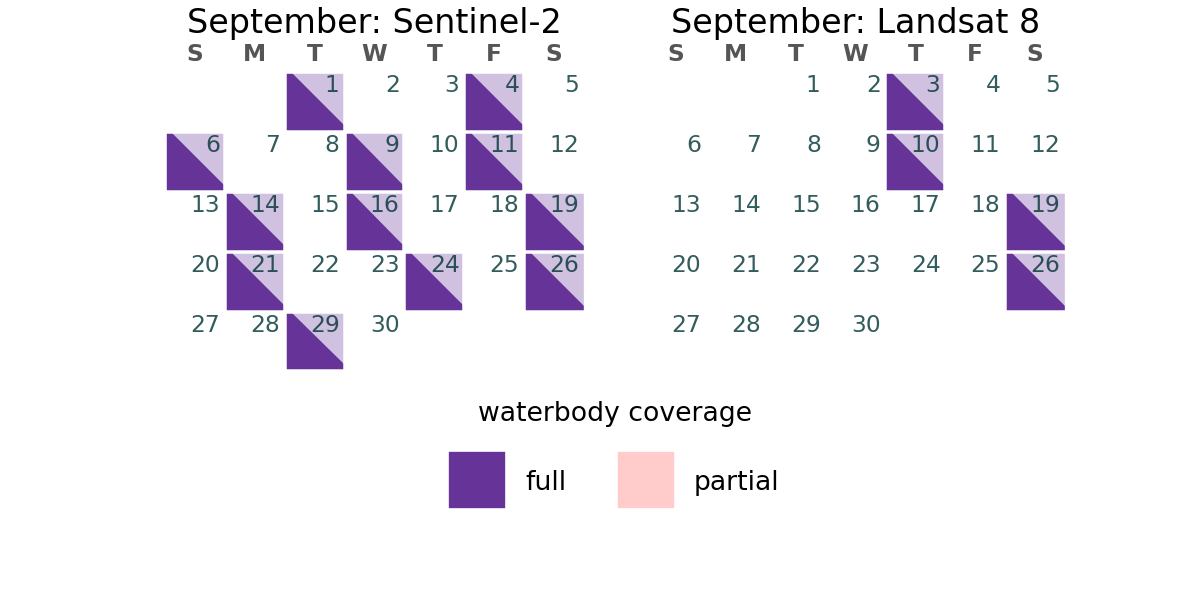 September: Sentinel-2
S M T W T F S
1 2 3 4 5
6 7 8 9 10 11 12
13 14 15 16 17 18 19
20 21 22 23 24 25 26
27 28 29 30
September: Landsat 8
S M T W T F S
1 2 3 4 5
6 7 8 9 10 11 12
13 14 15 16 17 18 19
20 21 22 23 24 25 26
27 28 29 30
waterbody coverage
full
partial